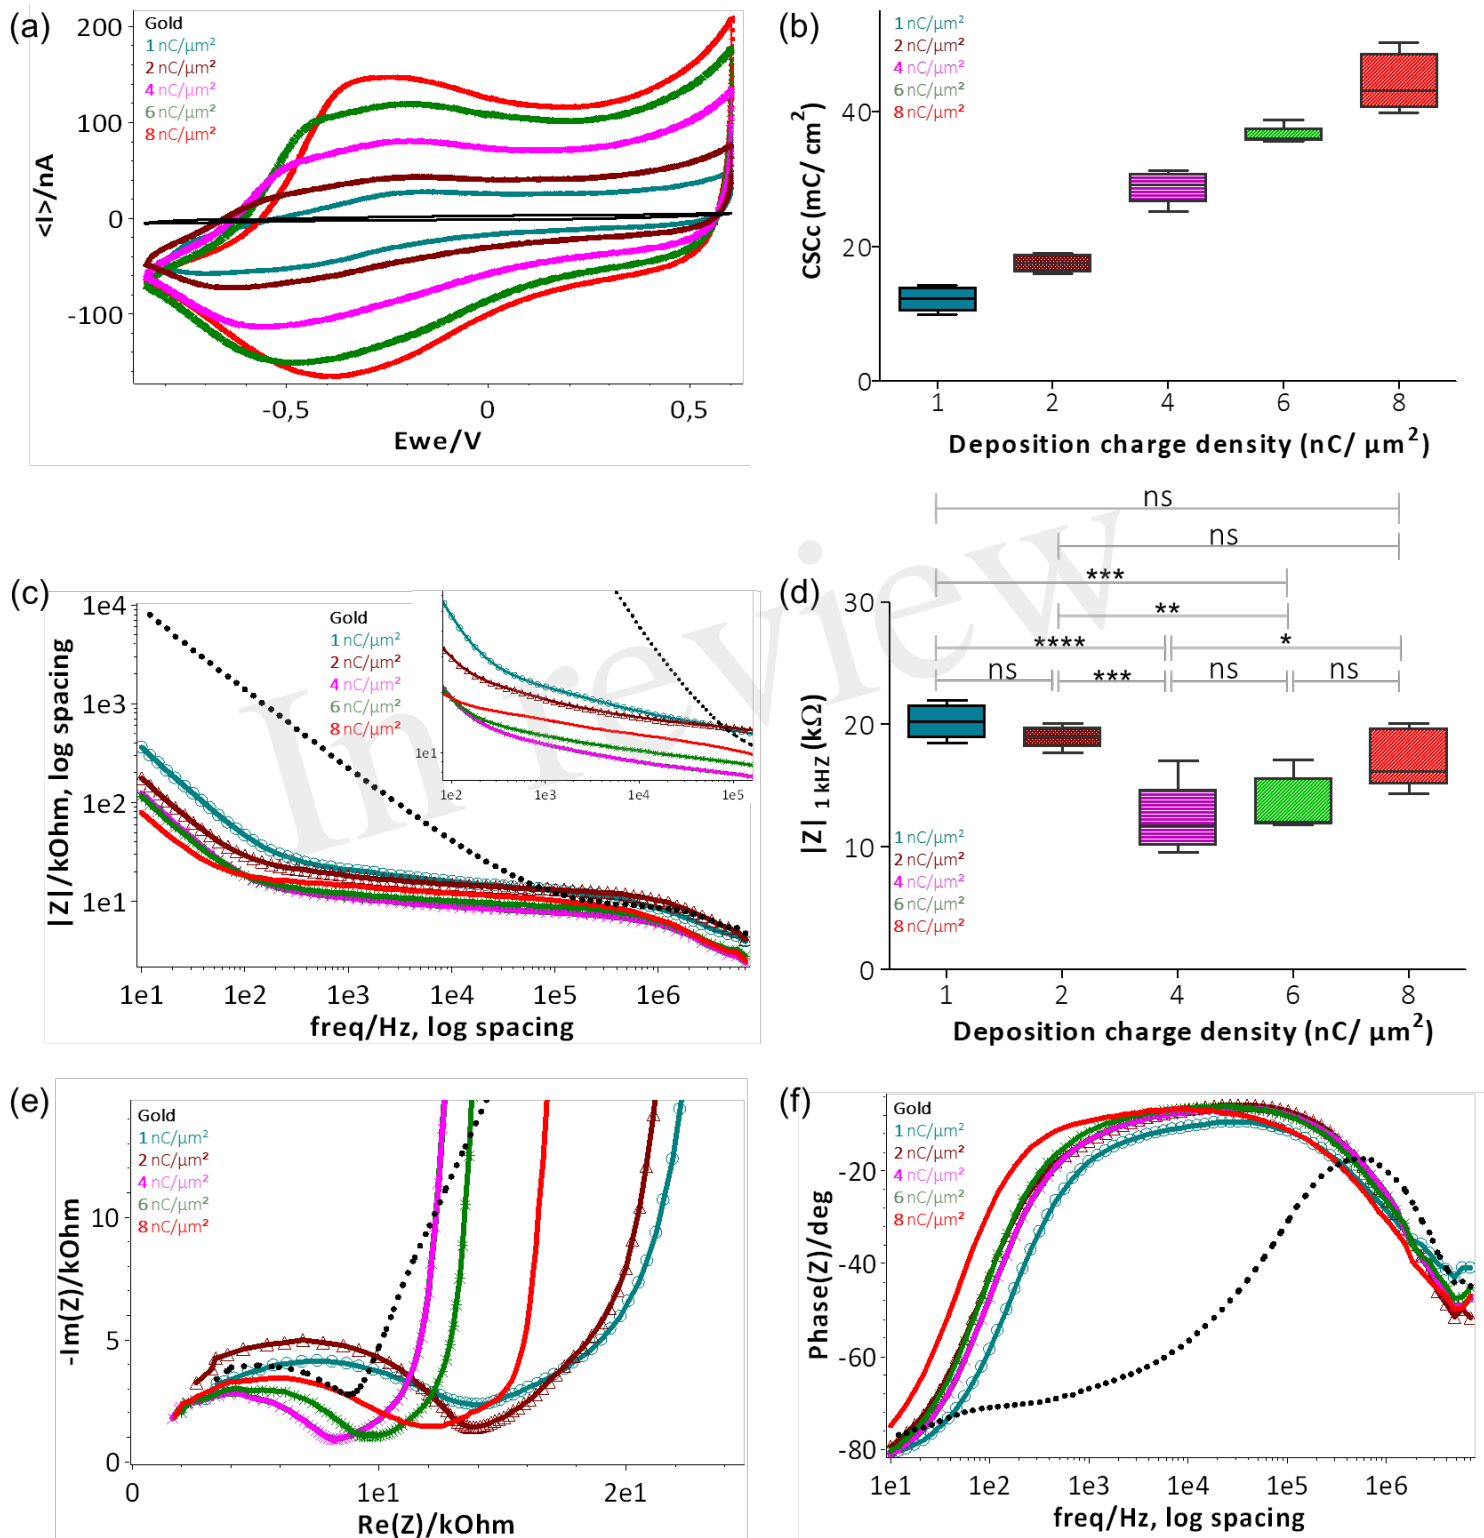 (a)
Gold
1 nC/µm²
2 nC/µm²
4 nC/µm²
6 nC/µm²
8 nC/µm²
<I>/nA
200
100
0
-100
-0,5
0
0,5
Ewe/V
(b)
1 nC/µm²
2 nC/µm²
4 nC/µm²
6 nC/µm²
8 nC/µm²
CSCc (mC/ cm²)
40
20
0
1
2
4
6
8
Deposition charge density (nC/ µm²)
(c)
Gold
1 nC/µm²
2 nC/µm²
4 nC/µm²
6 nC/µm²
8 nC/µm²
|Z|/kOhm, log spacing
1e4
1e3
1e2
1e1
1e1
1e2
1e3
1e4
1e5
1e6
freq/Hz, log spacing
1e1
1e2
1e3
1e4
1e5
(d)
ns
ns
***
**
****
*
ns
***
ns
ns
|Z| 1 kHZ (kΩ)
30
20
10
0
1 nC/µm²
2 nC/µm²
4 nC/µm²
6 nC/µm²
8 nC/µm²
1
2
4
6
8
Deposition charge density (nC/ µm²)
(e)
Gold
1 nC/µm²
2 nC/µm²
4 nC/µm²
6 nC/µm²
8 nC/µm²
-Im(Z)/kOhm
10
5
0
0
1e1
2e1
Re(Z)/kOhm
(f)
Gold
1 nC/µm²
2 nC/µm²
4 nC/µm²
6 nC/µm²
8 nC/µm²
Phase(Z)/deg
-20
-40
-60
-80
1e1
1e2
1e3
1e4
1e5
1e6
freq/Hz, log spacing
In review